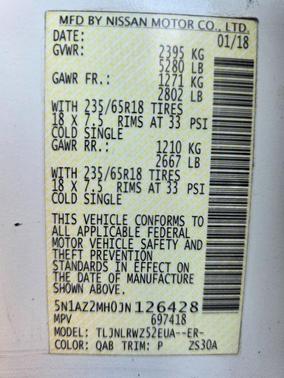 MFD BY NISSAN MOTOR CO., LTD.
DATE: 01/18
GVWR: 2395 KG
5280 LB
GAWR FR.: 1271 KG
2802 LB
WITH 235/65R18 TIRES
18 X 7.5 RIMS AT 33 PSI
COLD SINGLE
GAWR RR.: 1210 KG
2667 LB
WITH 235/65R18 TIRES
18 X 7.5 RIMS AT 33 PSI
COLD SINGLE
THIS VEHICLE CONFORMS TO
ALL APPLICABLE FEDERAL
MOTOR VEHICLE SAFETY AND
THEFT PREVENTION
STANDARDS IN EFFECT ON
THE DATE OF MANUFACTURE
SHOWN ABOVE.
5N1AZ2MH0JN126428
MPV 697418
MODEL: TLJNLRWZ52EUA--ER-
COLOR: QAB TRIM: P ZS30A